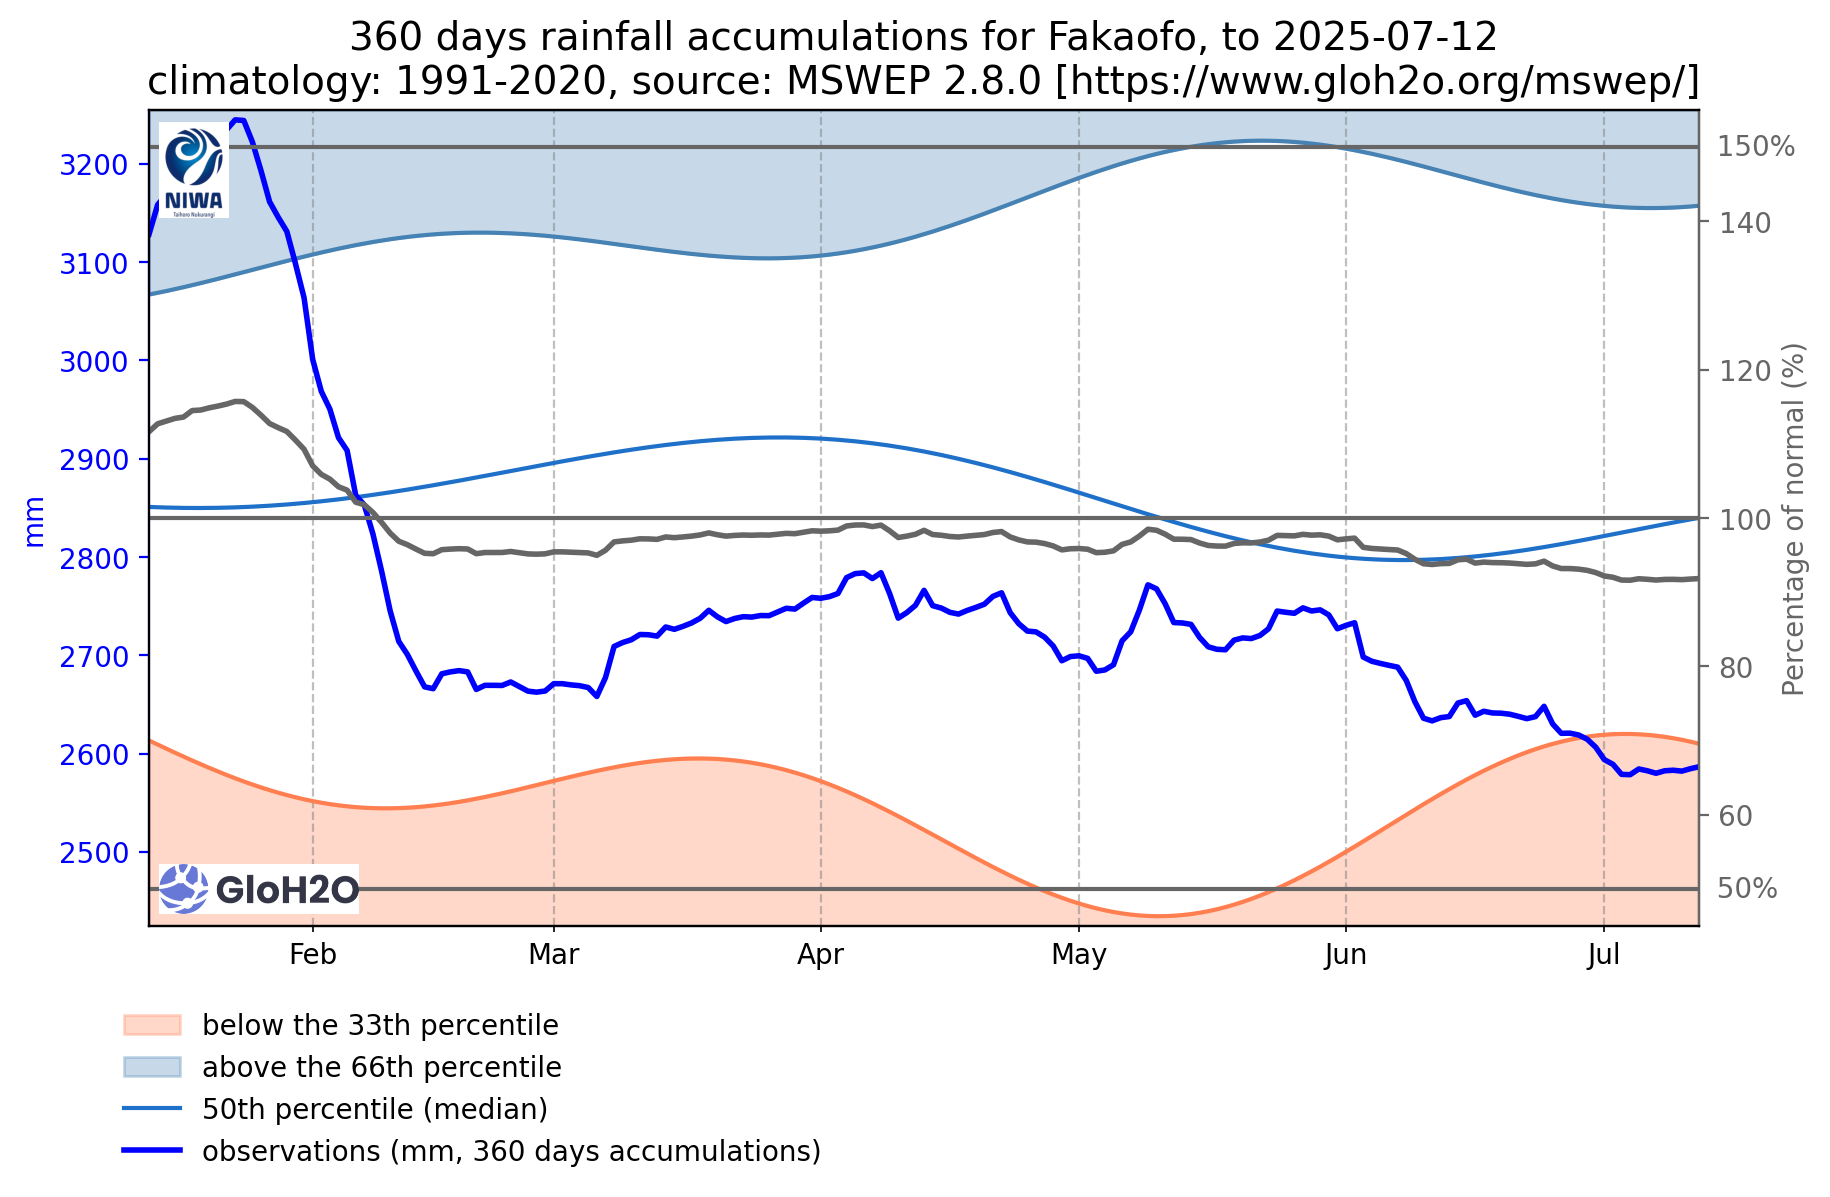 360 days rainfall accumulations for Fakaofo, to 2025-07-12
climatology: 1991-2020, source: MSWEP 2.8.0 [https://www.gloh2o.org/mswep/]
NIWA
Taihoro Nukurangi
3200
3100
3000
2900
2800
2700
2600
2500
mm
150%
140
120
100
80
60
50%
Percentage of normal (%)
GloH2O
Feb
Mar
Apr
May
Jun
Jul
below the 33th percentile
above the 66th percentile
50th percentile (median)
observations (mm, 360 days accumulations)